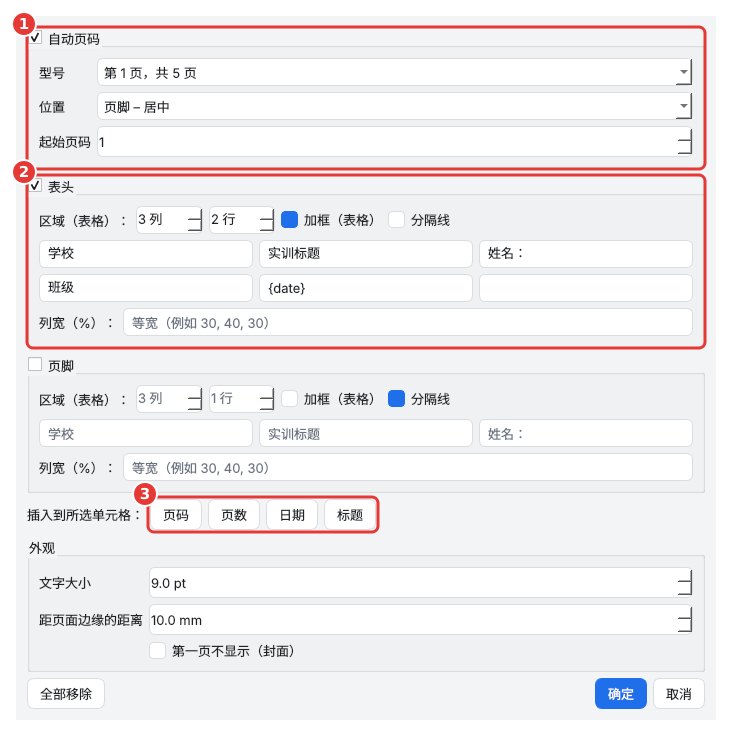 1
自动页码
型号 第 1 页，共 5 页
位置 页脚 – 居中
起始页码 1
2
表头
区域（表格）： 3 列 2 行 加框（表格） 分隔线
学校 实训标题 姓名：
班级 {date}
列宽（%）： 等宽（例如 30, 40, 30）
页脚
区域（表格）： 3 列 1 行 加框（表格） 分隔线
学校 实训标题 姓名：
列宽（%）： 等宽（例如 30, 40, 30）
3
插入到所选单元格： 页码 页数 日期 标题
外观
文字大小 9.0 pt
距页面边缘的距离 10.0 mm
第一页不显示（封面）
全部移除 确定 取消